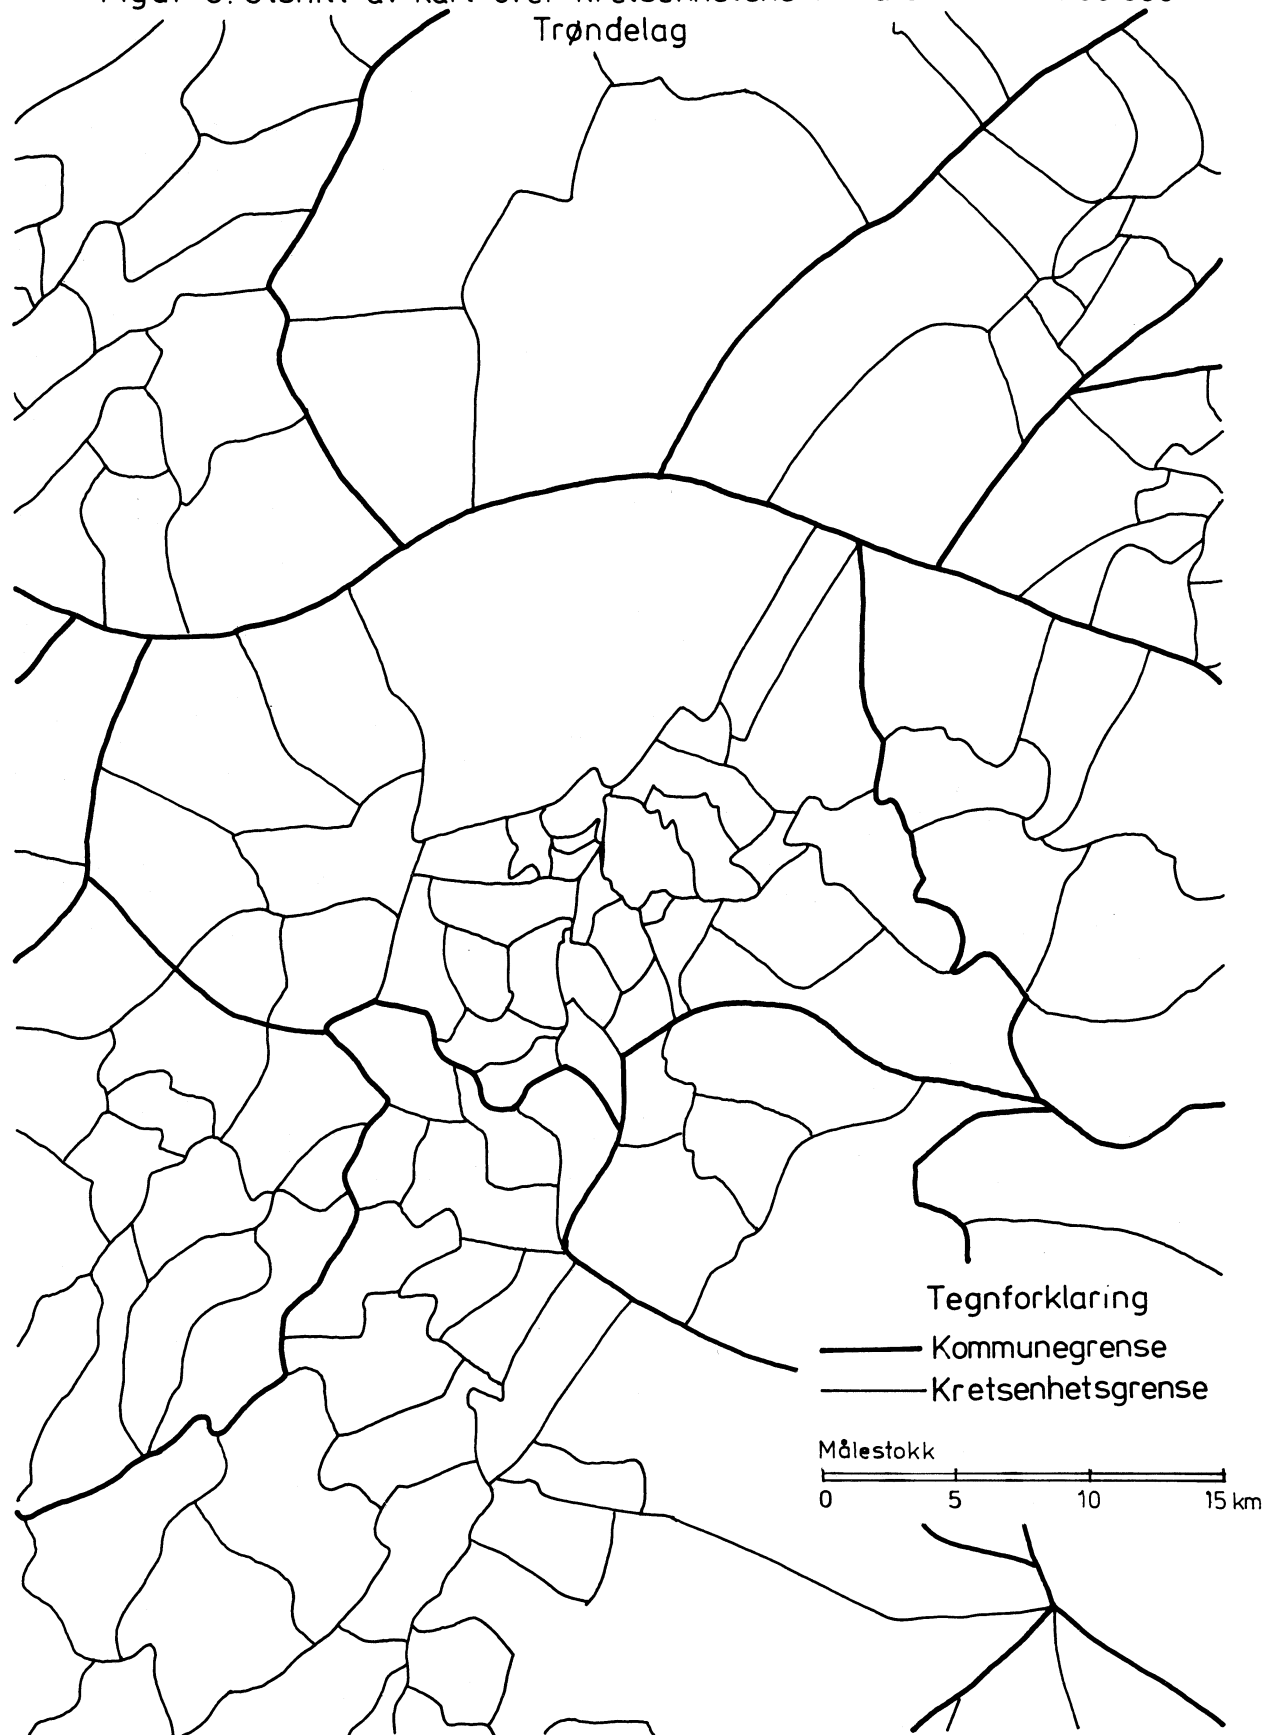 Trøndelag
Tegnforklaring
Kommunegrense
Kretsenhetsgrense
Målestokk
0 5 10 15 km